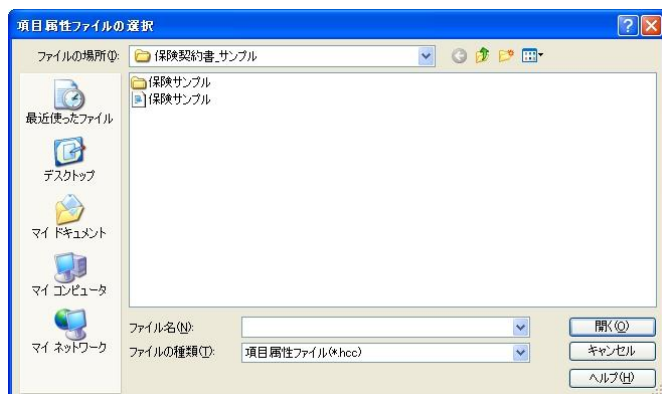 項目属性ファイルの選択
ファイルの場所(I):
保険契約書_サンプル
保険サンプル
保険サンプル
最近使ったファイル
デスクトップ
マイ ドキュメント
マイ コンピュータ
マイ ネットワーク
ファイル名(N):
開く(O)
ファイルの種類(T):
項目属性ファイル(*.hcc)
キャンセル
ヘルプ(H)